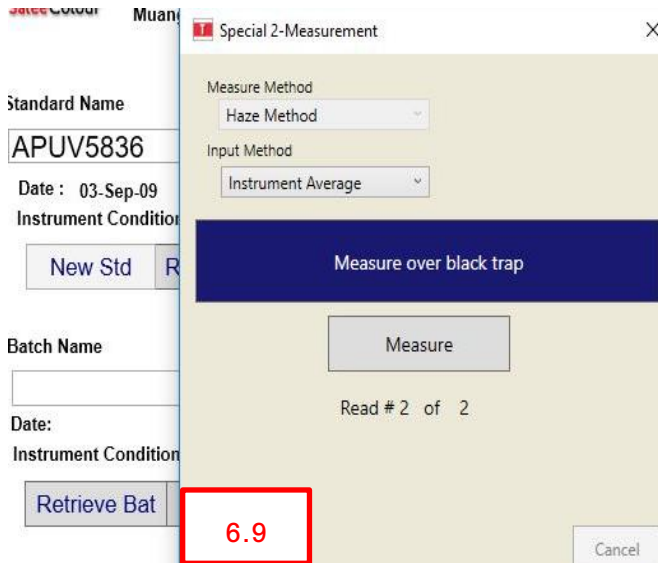 SaleeColour Muang
Standard Name
APUV5836
Date : 03-Sep-09
Instrument Condition
New Std R
Batch Name
Date:
Instrument Condition
Retrieve Bat
Special 2-Measurement
Measure Method
Haze Method
Input Method
Instrument Average
Measure over black trap
Measure
Read # 2 of 2
6.9
Cancel